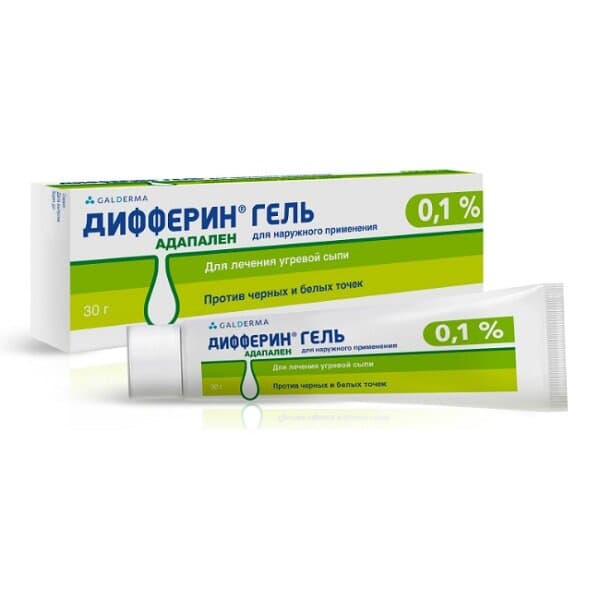 GALDERMA
ДИФФЕРИН® ГЕЛЬ
АДАПАЛЕН
для наружного применения
0,1 %
Для лечения угревой сыпи
Против черных и белых точек
30 г
GALDERMA
ДИФФЕРИН® ГЕЛЬ
АДАПАЛЕН
для наружного применения
0,1 %
Для лечения угревой сыпи
Против черных и белых точек
30 г